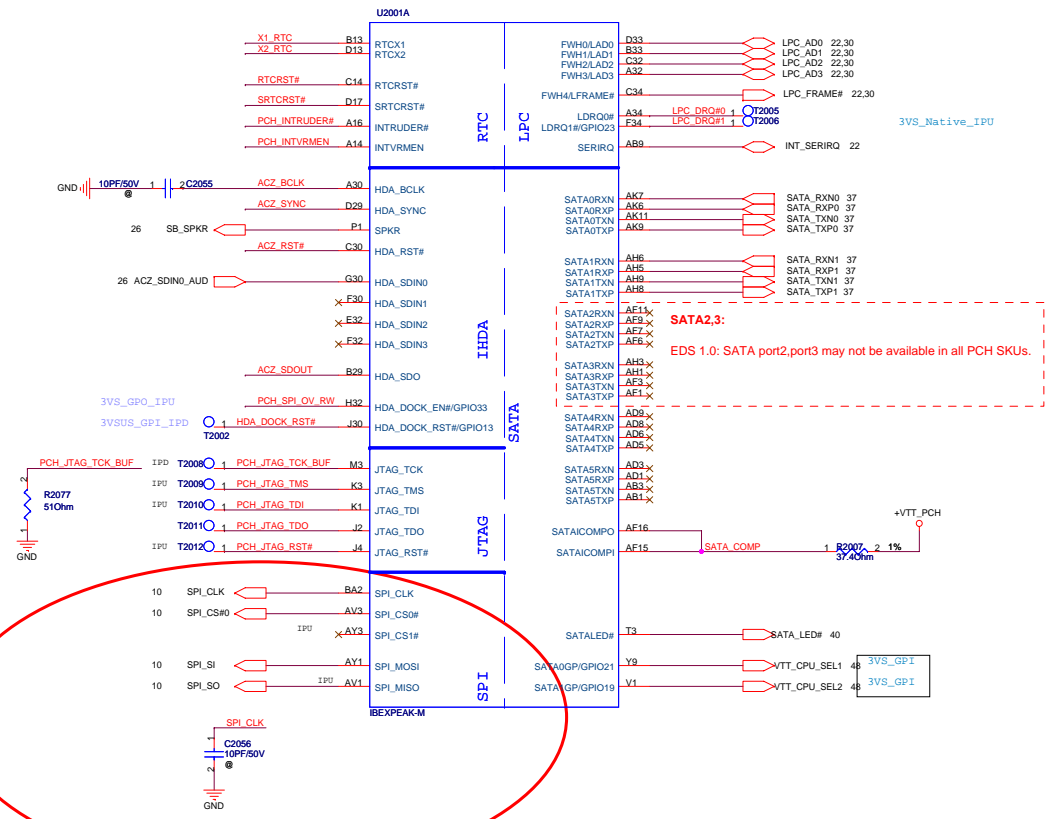 U2001A
X1_RTC B13 RTCX1
X2_RTC D13 RTCX2
RTCRST# C14 RTCRST#
SRTCRST# D17 SRTCRST#
PCH_INTRUDER# A16 INTRUDER#
PCH_INTVRMEN A14 INTVRMEN
RTC
LPC
FWH0/LAD0 D33 LPC_AD0 22,30
FWH1/LAD1 B33 LPC_AD1 22,30
FWH2/LAD2 C32 LPC_AD2 22,30
FWH3/LAD3 A32 LPC_AD3 22,30
FWH4/LFRAME# C34 LPC_FRAME# 22,30
LDRQ0# A34 LPC_DRQ#0 1 T2005
LDRQ1#/GPIO23 F34 LPC_DRQ#1 1 T2006
3VS_Native_IPU
SERIRQ AB9 INT_SERIRQ 22
GND 10PF/50V 1 2 C2055 ACZ_BCLK A30 HDA_BCLK
@
ACZ_SYNC D29 HDA_SYNC
26 SB_SPKR P1 SPKR
ACZ_RST# C30 HDA_RST#
26 ACZ_SDIN0_AUD G30 HDA_SDIN0
F30 HDA_SDIN1
E32 HDA_SDIN2
F32 HDA_SDIN3
ACZ_SDOUT B29 HDA_SDO
3VS_GPO_IPU PCH_SPI_OV_RW H32 HDA_DOCK_EN#/GPIO33
3VSUS_GPI_IPD 1 HDA_DOCK_RST# J30 HDA_DOCK_RST#/GPIO13
T2002
IHDA
SATA
SATA0RXN AK7 SATA_RXN0 37
SATA0RXP AK6 SATA_RXP0 37
SATA0TXN AK11 SATA_TXN0 37
SATA0TXP AK9 SATA_TXP0 37
SATA1RXN AH6 SATA_RXN1 37
SATA1RXP AH5 SATA_RXP1 37
SATA1TXN AH9 SATA_TXN1 37
SATA1TXP AH8 SATA_TXP1 37
SATA2RXN AF11
SATA2RXP AF9
SATA2TXN AF7
SATA2TXP AF6
SATA2,3:
EDS 1.0: SATA port2,port3 may not be available in all PCH SKUs.
SATA3RXN AH3
SATA3RXP AH1
SATA3TXN AF3
SATA3TXP AF1
SATA4RXN AD9
SATA4RXP AD8
SATA4TXN AD6
SATA4TXP AD5
SATA5RXN AD3
SATA5RXP AD1
SATA5TXN AB3
SATA5TXP AB1
PCH_JTAG_TCK_BUF IPD T2008 1 PCH_JTAG_TCK_BUF M3 JTAG_TCK
IPU T2009 1 PCH_JTAG_TMS K3 JTAG_TMS
IPU T2010 1 PCH_JTAG_TDI K1 JTAG_TDI
T2011 1 PCH_JTAG_TDO J2 JTAG_TDO
IPU T2012 1 PCH_JTAG_RST# J4 JTAG_RST#
2
R2077
51Ohm
1
GND
JTAG
+VTT_PCH
SATAICOMPO AF16
SATAICOMPI AF15 SATA_COMP 1 R2007 2 1%
37.4Ohm
10 SPI_CLK BA2 SPI_CLK
10 SPI_CS#0 AV3 SPI_CS0#
IPU AY3 SPI_CS1#
10 SPI_SI AY1 SPI_MOSI
10 SPI_SO IPU AV1 SPI_MISO
SPI
SATALED# T3 SATA_LED# 40
SATA0GP/GPIO21 Y9 VTT_CPU_SEL1 48 3VS_GPI
SATA1GP/GPIO19 V1 VTT_CPU_SEL2 48 3VS_GPI
IBEXPEAK-M
SPI_CLK
1
C2056
10PF/50V
@
2
GND